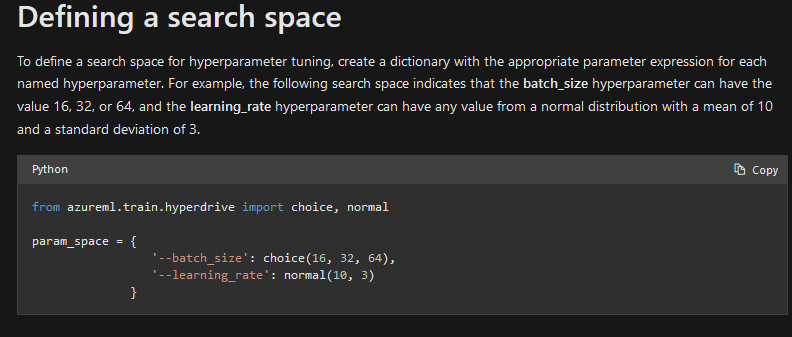 Defining a search space
To define a search space for hyperparameter tuning, create a dictionary with the appropriate parameter expression for each
named hyperparameter. For example, the following search space indicates that the batch_size hyperparameter can have the
value 16, 32, or 64, and the learning_rate hyperparameter can have any value from a normal distribution with a mean of 10
and a standard deviation of 3.
Python Copy
from azureml.train.hyperdrive import choice, normal
param_space = {
'--batch_size': choice(16, 32, 64),
'--learning_rate': normal(10, 3)
}